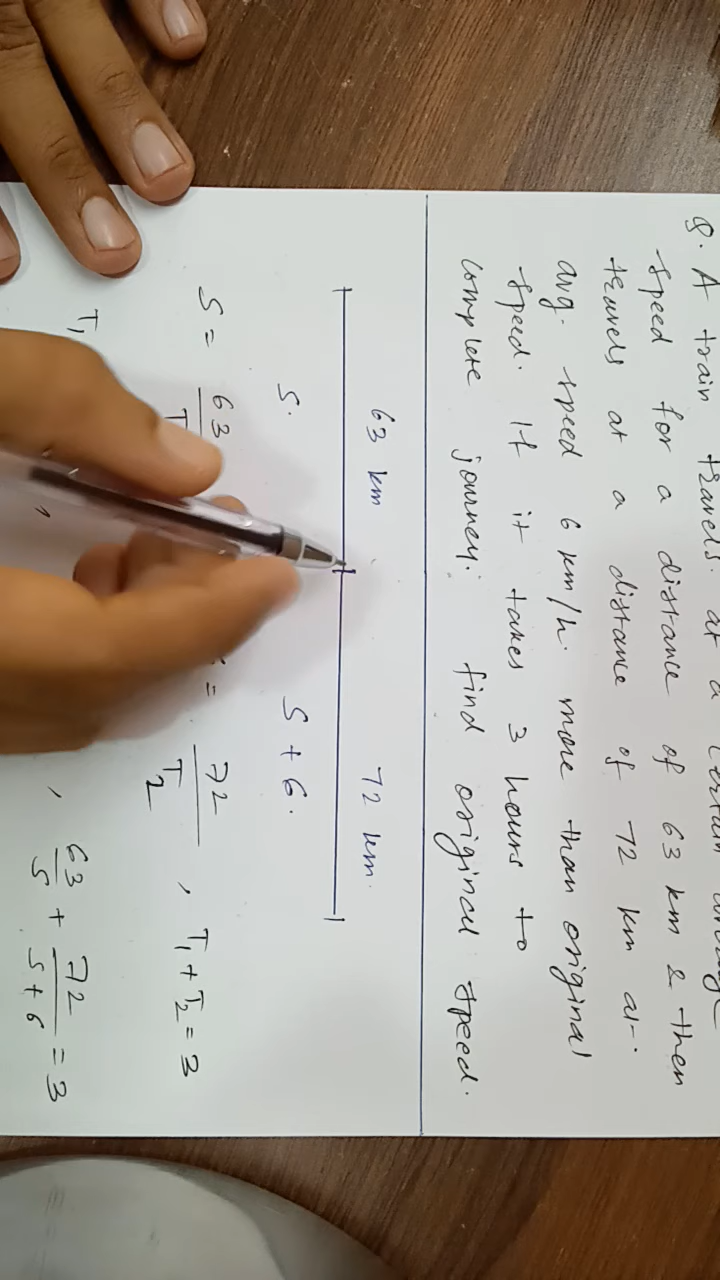 Q. A train travels at a certain average
speed for a distance of 63 km & then
travels at a distance of 72 km at
avg. speed 6 km/h. more than original
speed. If it takes 3 hours to
complete journey. find original speed.
63 km 72 km.
S. S + 6.
S = 63 = 72/T2 , T1 + T2 = 3
T1 , 63/S + 72/S+6 = 3